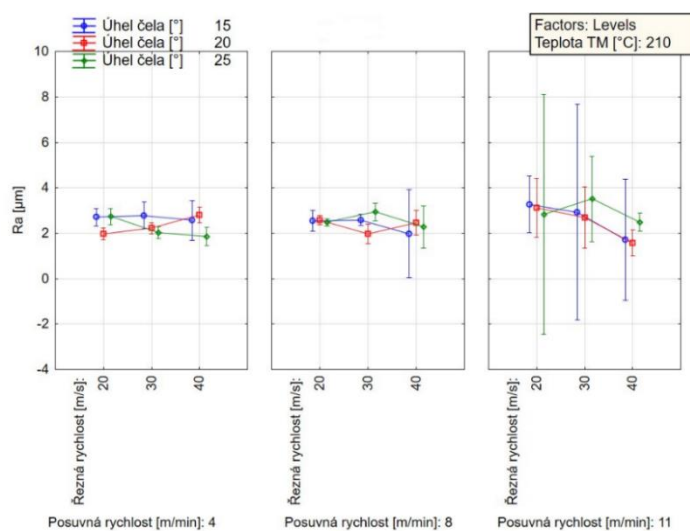 Úhel čela [°] 15
Úhel čela [°] 20
Úhel čela [°] 25
Factors: Levels
Teplota TM [°C]: 210
Ra [µm]
10
8
6
4
2
0
-2
-4
Řezná rychlost [m/s]:
20
30
40
Řezná rychlost [m/s]:
20
30
40
Řezná rychlost [m/s]:
20
30
40
Posuvná rychlost [m/min]: 4
Posuvná rychlost [m/min]: 8
Posuvná rychlost [m/min]: 11